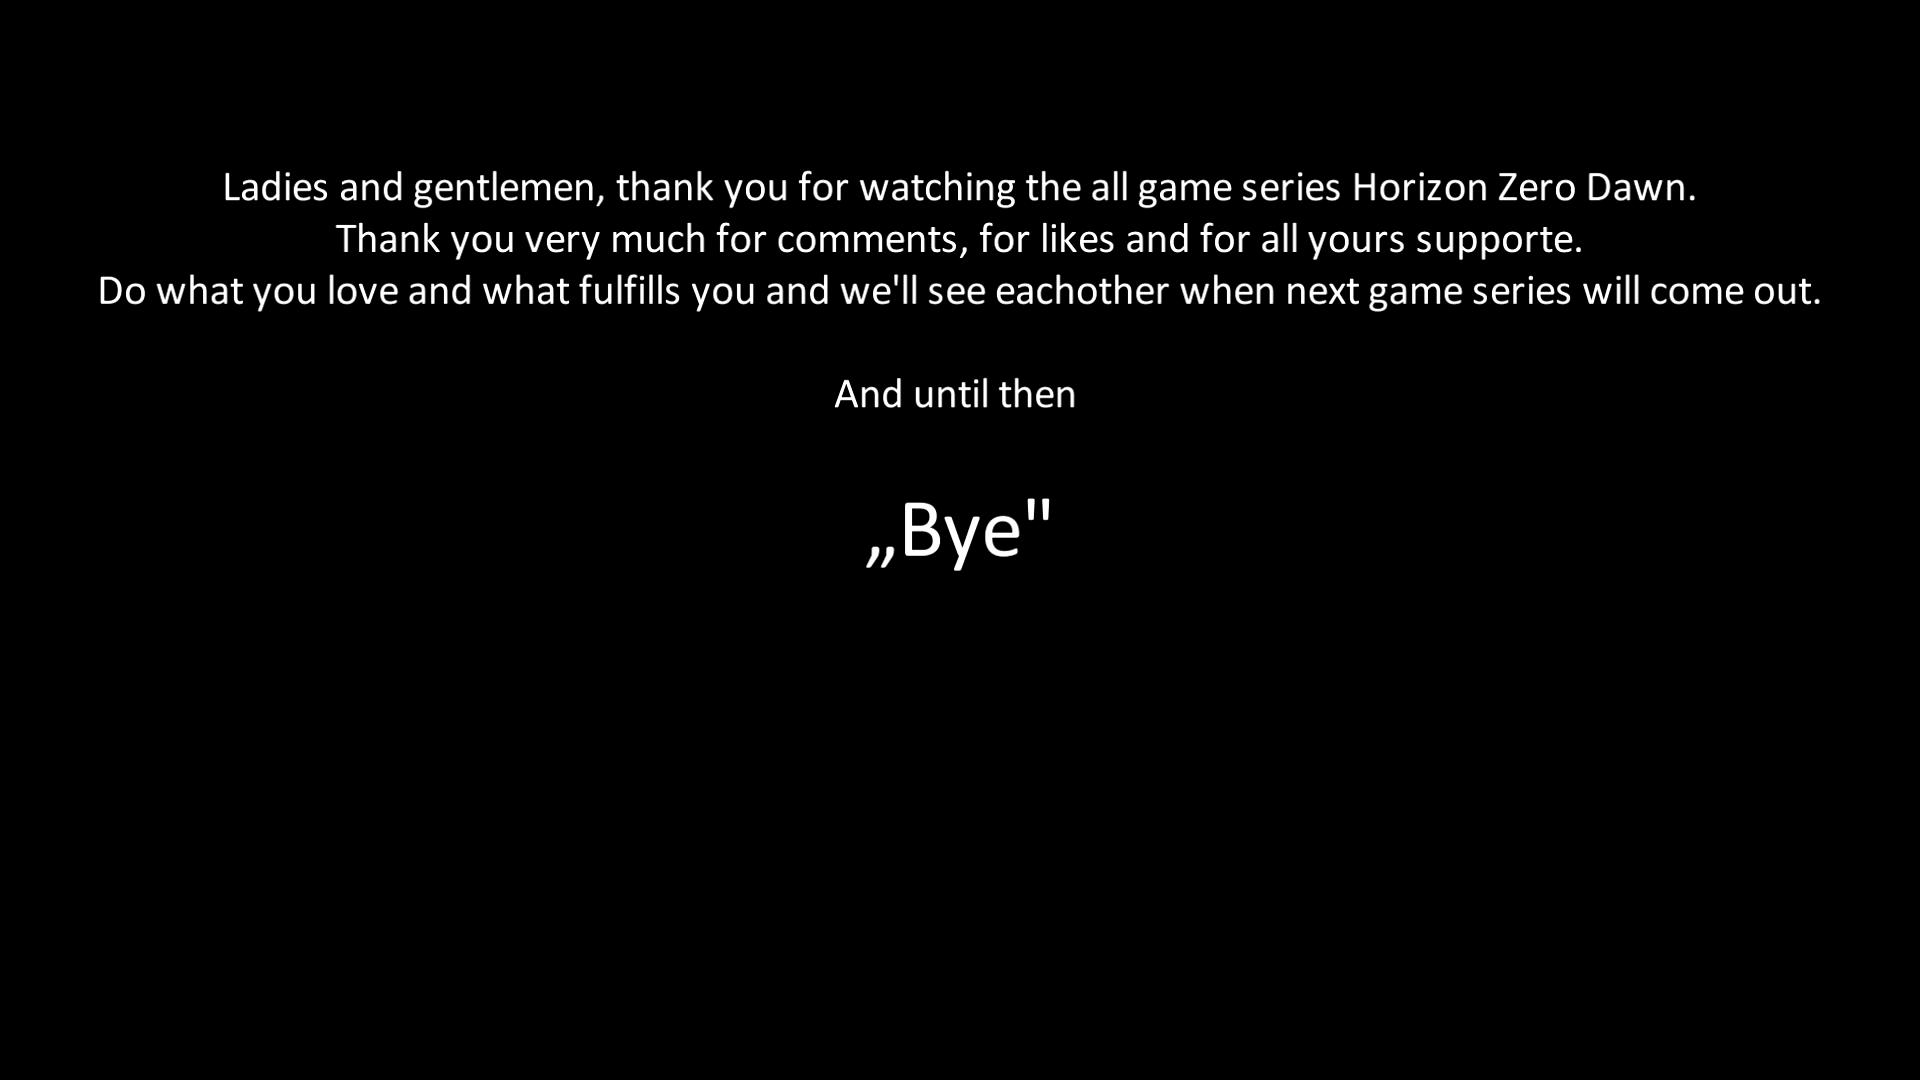 Ladies and gentlemen, thank you for watching the all game series Horizon Zero Dawn.
Thank you very much for comments, for likes and for all yours supporte.
Do what you love and what fulfills you and we'll see eachother when next game series will come out.
And until then
„Bye"